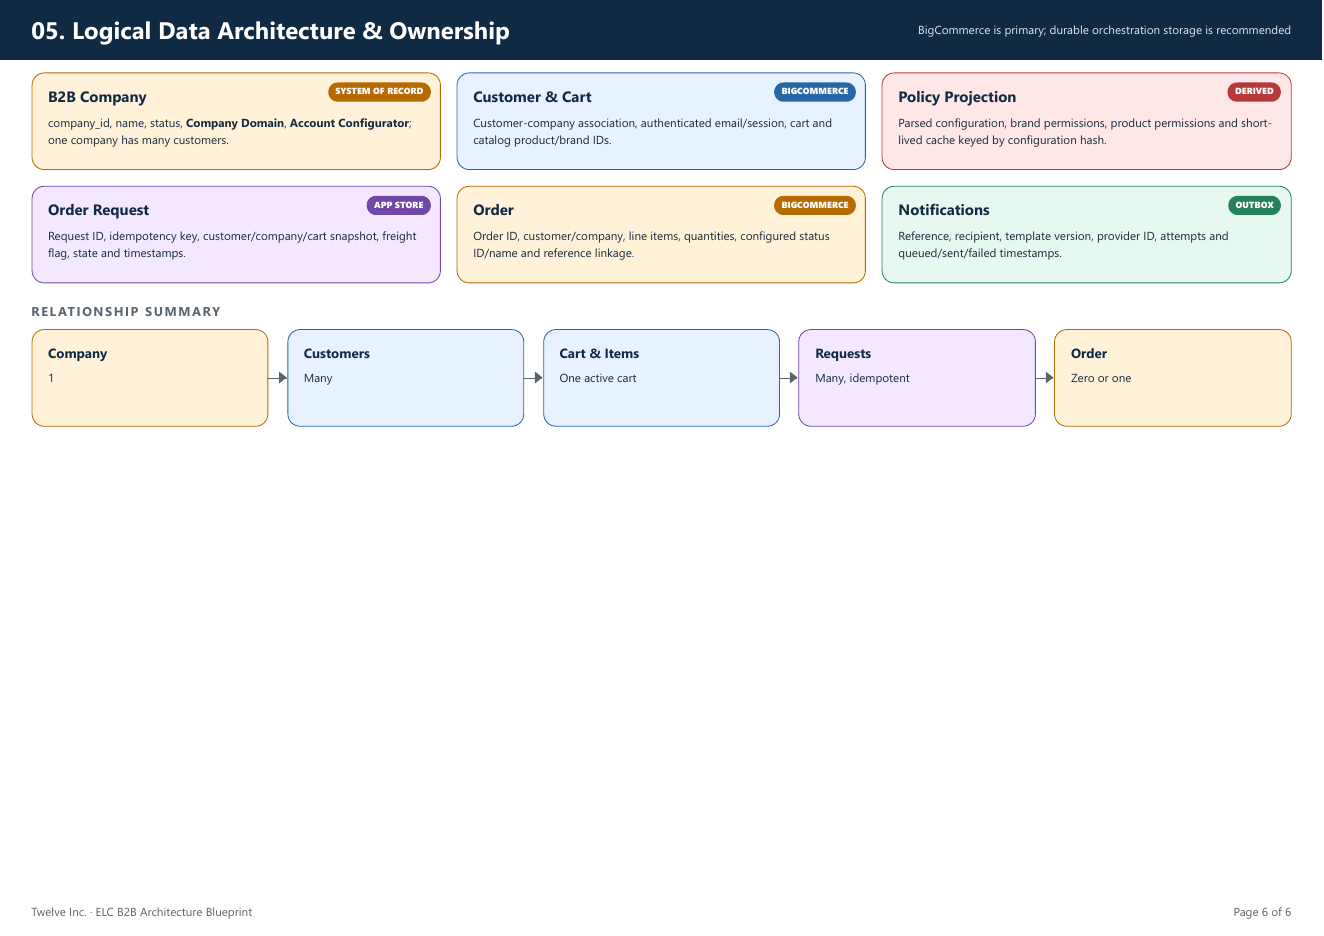 05. Logical Data Architecture & Ownership
BigCommerce is primary; durable orchestration storage is recommended
B2B Company
SYSTEM OF RECORD
company_id, name, status, Company Domain, Account Configurator;
one company has many customers.
Customer & Cart
BIGCOMMERCE
Customer-company association, authenticated email/session, cart and
catalog product/brand IDs.
Policy Projection
DERIVED
Parsed configuration, brand permissions, product permissions and short-
lived cache keyed by configuration hash.
Order Request
APP STORE
Request ID, idempotency key, customer/company/cart snapshot, freight
flag, state and timestamps.
Order
BIGCOMMERCE
Order ID, customer/company, line items, quantities, configured status
ID/name and reference linkage.
Notifications
OUTBOX
Reference, recipient, template version, provider ID, attempts and
queued/sent/failed timestamps.
RELATIONSHIP SUMMARY
Company
1
Customers
Many
Cart & Items
One active cart
Requests
Many, idempotent
Order
Zero or one
Twelve Inc. · ELC B2B Architecture Blueprint
Page 6 of 6